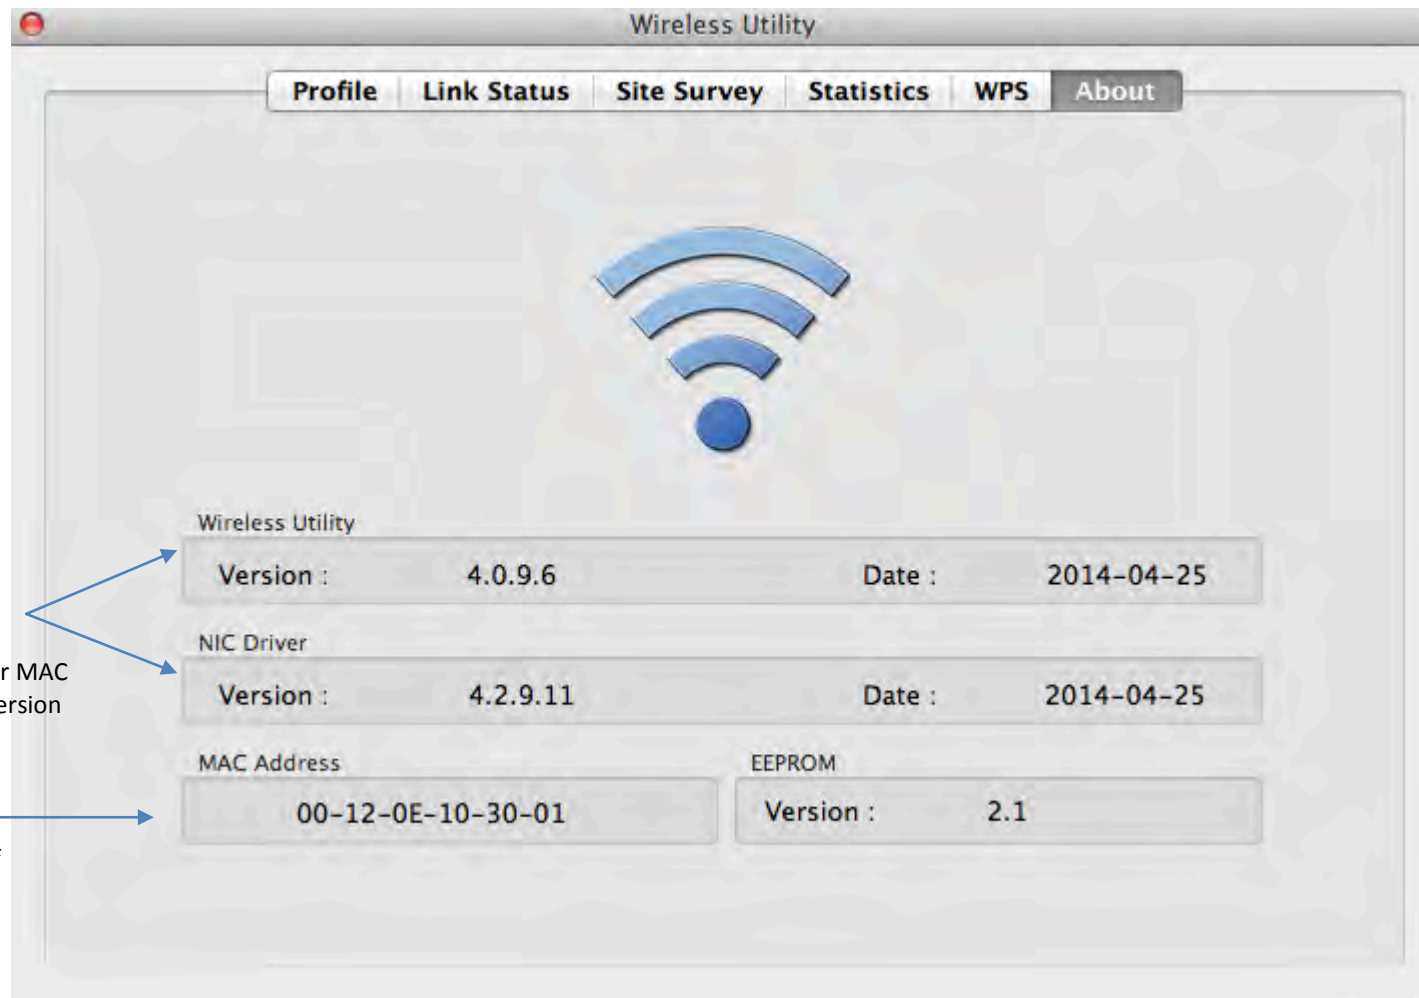 Wireless Utility
Profile Link Status Site Survey Statistics WPS About
Wireless Utility
Version : 4.0.9.6 Date : 2014-04-25
NIC Driver
r MAC
ersion
Version : 4.2.9.11 Date : 2014-04-25
MAC Address EEPROM
00-12-0E-10-30-01 Version : 2.1